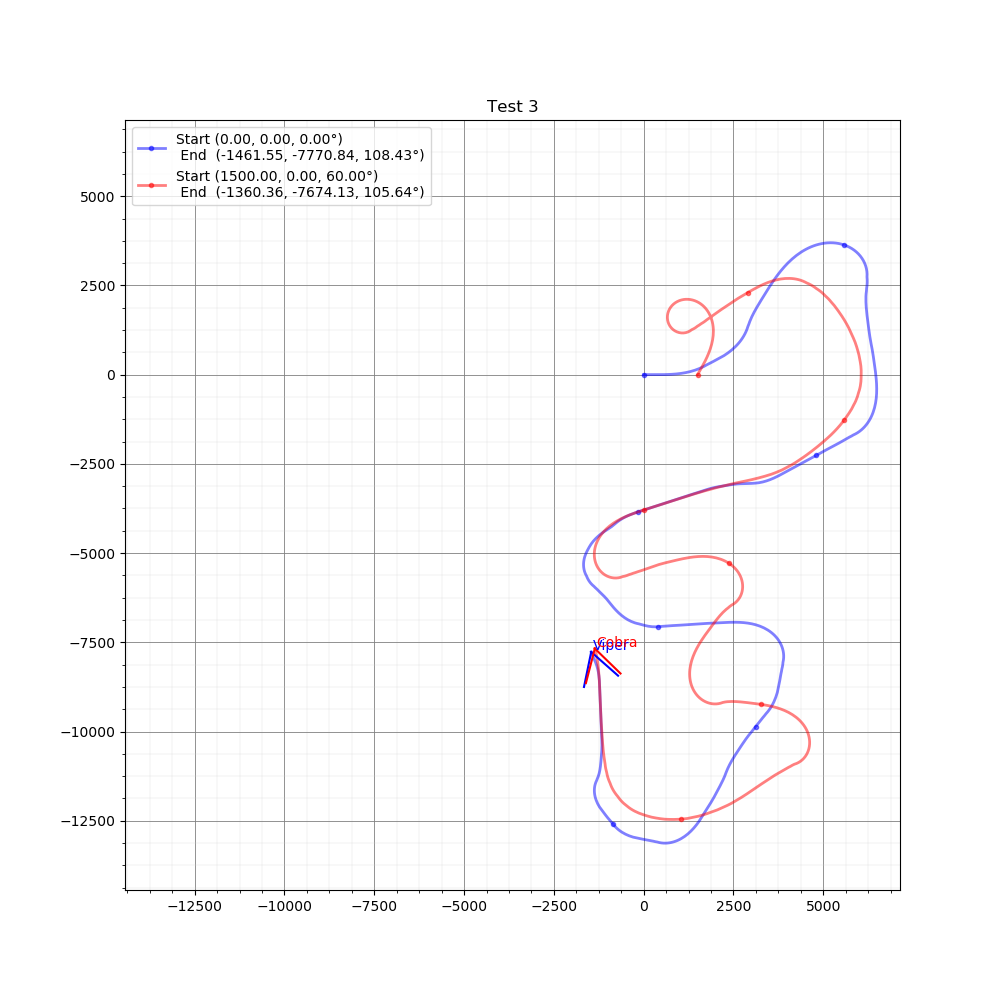 Test 3
Start (0.00, 0.00, 0.00°)
End (-1461.55, -7770.84, 108.43°)
Start (1500.00, 0.00, 60.00°)
End (-1360.36, -7674.13, 105.64°)
5000
2500
0
−2500
−5000
−7500
−10000
−12500
Cobra
Viper
−12500 −10000 −7500 −5000 −2500 0 2500 5000